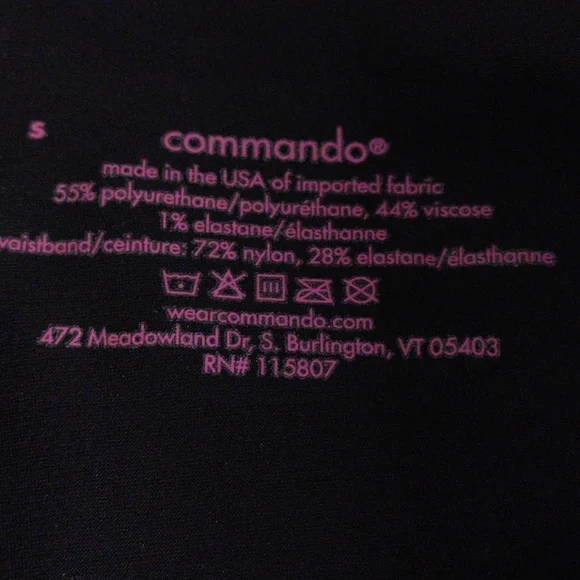 S
commando®
made in the USA of imported fabric
55% polyurethane/polyuréthane, 44% viscose
1% elastane/élasthanne
waistband/ceinture: 72% nylon, 28% elastane/élasthanne
wearcommando.com
472 Meadowland Dr, S. Burlington, VT 05403
RN# 115807